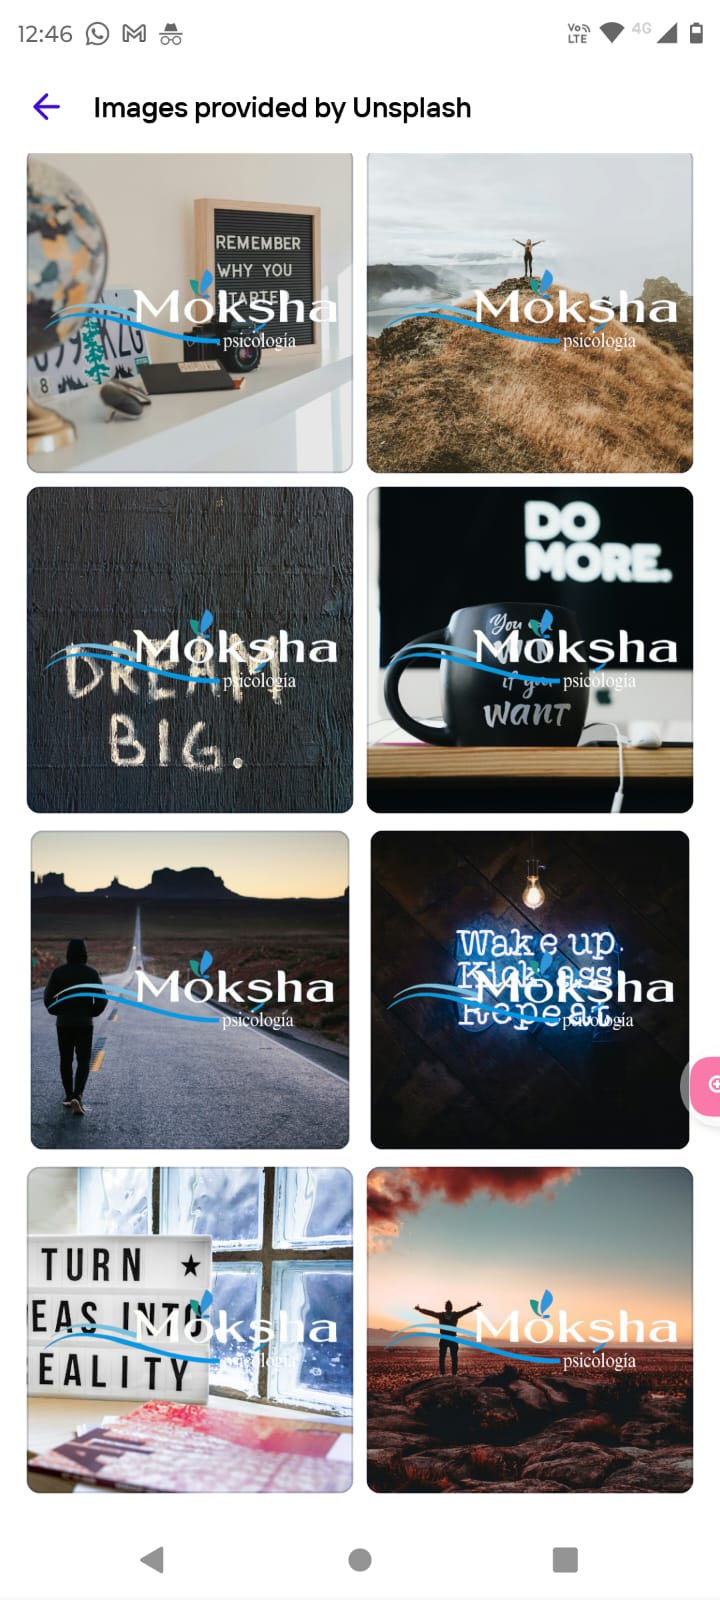 12:46
Vo
LTE
4G
Images provided by Unsplash
REMEMBER
WHY YOU
Moksha
psicología
Moksha
psicología
DREAM
BIG.
Moksha
psicología
DO
MORE.
You
if you
WANT
Moksha
psicología
Moksha
psicología
Wake up.
Kick ass
Repeat.
Moksha
psicología
TURN ★
EAS INTO
EALITY
Moksha
psicología
Moksha
psicología